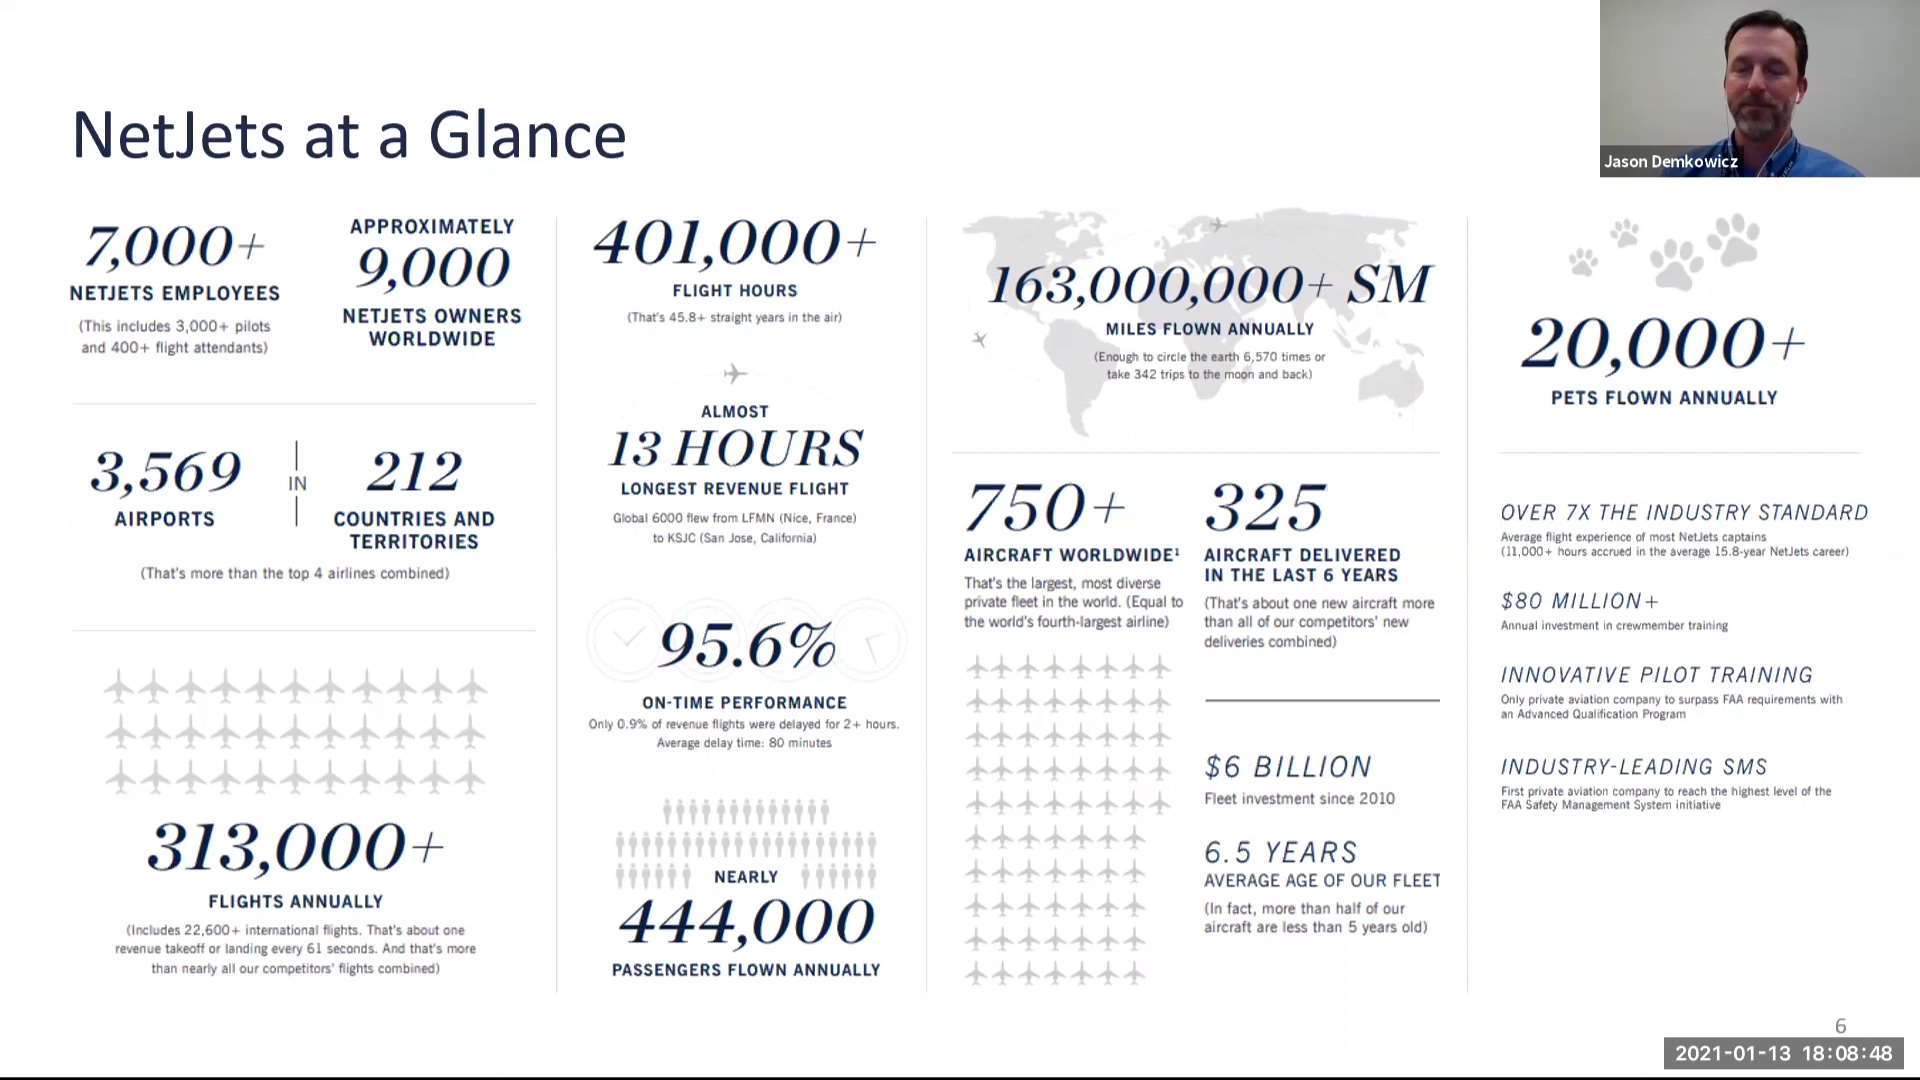 NetJets at a Glance
Jason Demkowicz
7,000+
NETJETS EMPLOYEES
(This includes 3,000+ pilots
and 400+ flight attendants)
APPROXIMATELY
9,000
NETJETS OWNERS
WORLDWIDE
3,569
AIRPORTS
IN
212
COUNTRIES AND
TERRITORIES
(That's more than the top 4 airlines combined)
313,000+
FLIGHTS ANNUALLY
(Includes 22,600+ international flights. That's about one
revenue takeoff or landing every 61 seconds. And that's more
than nearly all our competitors' flights combined)
401,000+
FLIGHT HOURS
(That's 45.8+ straight years in the air)
ALMOST
13 HOURS
LONGEST REVENUE FLIGHT
Global 6000 flew from LFMN (Nice, France)
to KSJC (San Jose, California)
95.6%
ON-TIME PERFORMANCE
Only 0.9% of revenue flights were delayed for 2+ hours.
Average delay time: 80 minutes
NEARLY
444,000
PASSENGERS FLOWN ANNUALLY
163,000,000+ SM
MILES FLOWN ANNUALLY
(Enough to circle the earth 6,570 times or
take 342 trips to the moon and back)
750+
AIRCRAFT WORLDWIDE¹
That's the largest, most diverse
private fleet in the world. (Equal to
the world's fourth-largest airline)
325
AIRCRAFT DELIVERED
IN THE LAST 6 YEARS
(That's about one new aircraft more
than all of our competitors' new
deliveries combined)
$6 BILLION
Fleet investment since 2010
6.5 YEARS
AVERAGE AGE OF OUR FLEET
(In fact, more than half of our
aircraft are less than 5 years old)
20,000+
PETS FLOWN ANNUALLY
OVER 7X THE INDUSTRY STANDARD
Average flight experience of most NetJets captains
(11,000+ hours accrued in the average 15.8-year NetJets career)
$80 MILLION+
Annual investment in crewmember training
INNOVATIVE PILOT TRAINING
Only private aviation company to surpass FAA requirements with
an Advanced Qualification Program
INDUSTRY-LEADING SMS
First private aviation company to reach the highest level of the
FAA Safety Management System initiative
6
2021-01-13 18:08:48